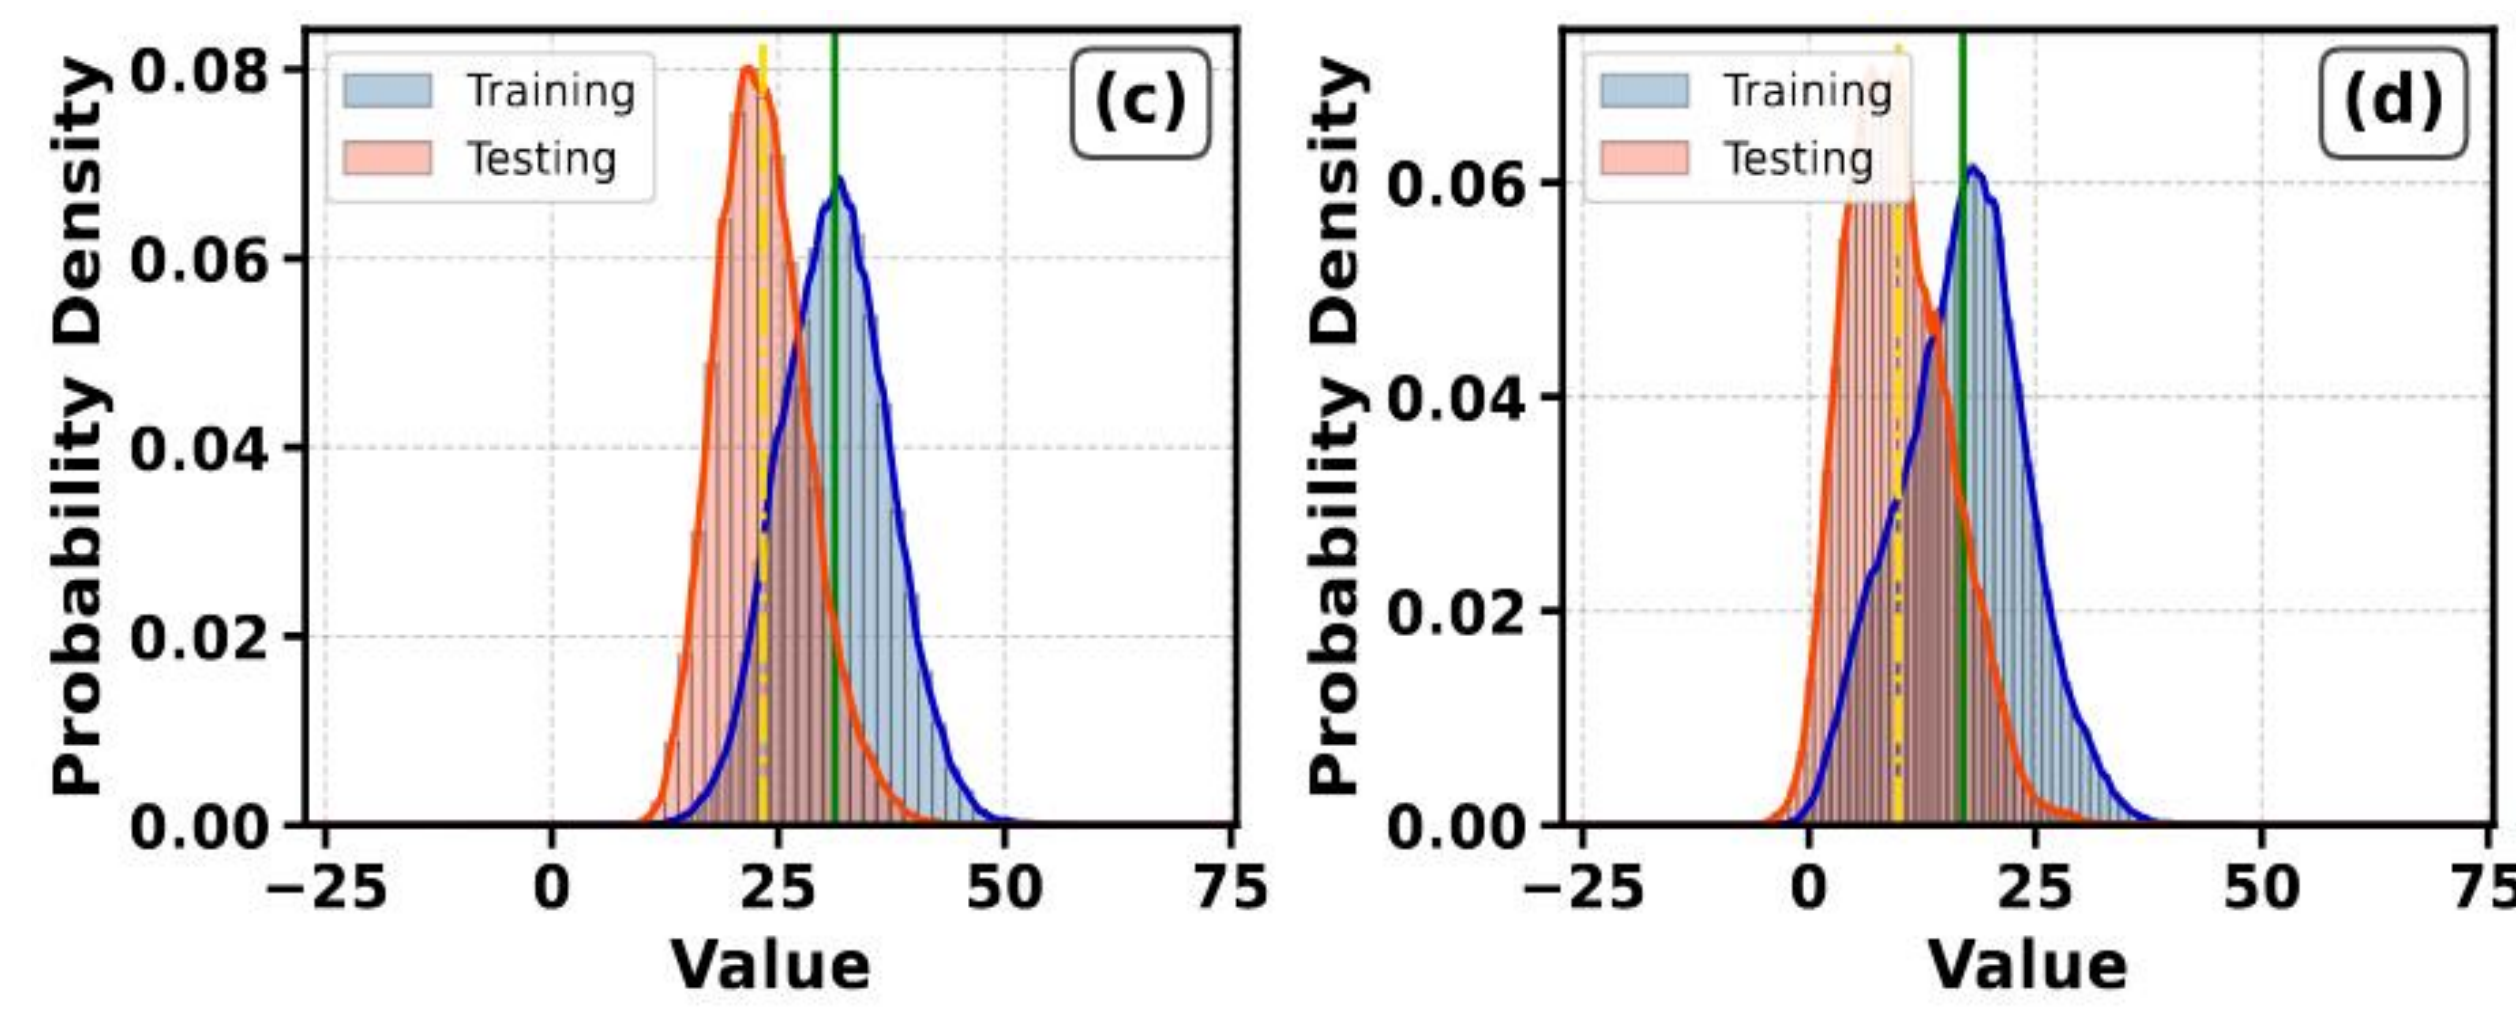 Probability Density
0.08
0.06
0.04
0.02
0.00
Training
Testing
(c)
−25 0 25 50 75
Value
Probability Density
0.06
0.04
0.02
0.00
Training
Testing
(d)
−25 0 25 50 75
Value